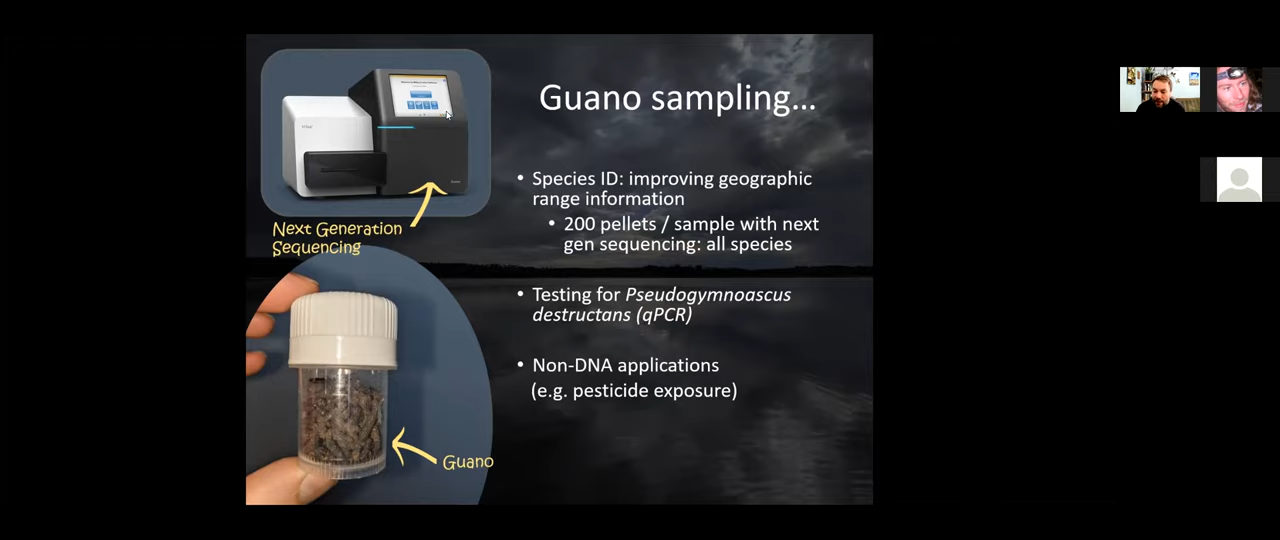 Guano sampling...
Next Generation
Sequencing
• Species ID: improving geographic
range information
• 200 pellets / sample with next
gen sequencing: all species
• Testing for Pseudogymnoascus
destructans (qPCR)
• Non-DNA applications
(e.g. pesticide exposure)
Guano